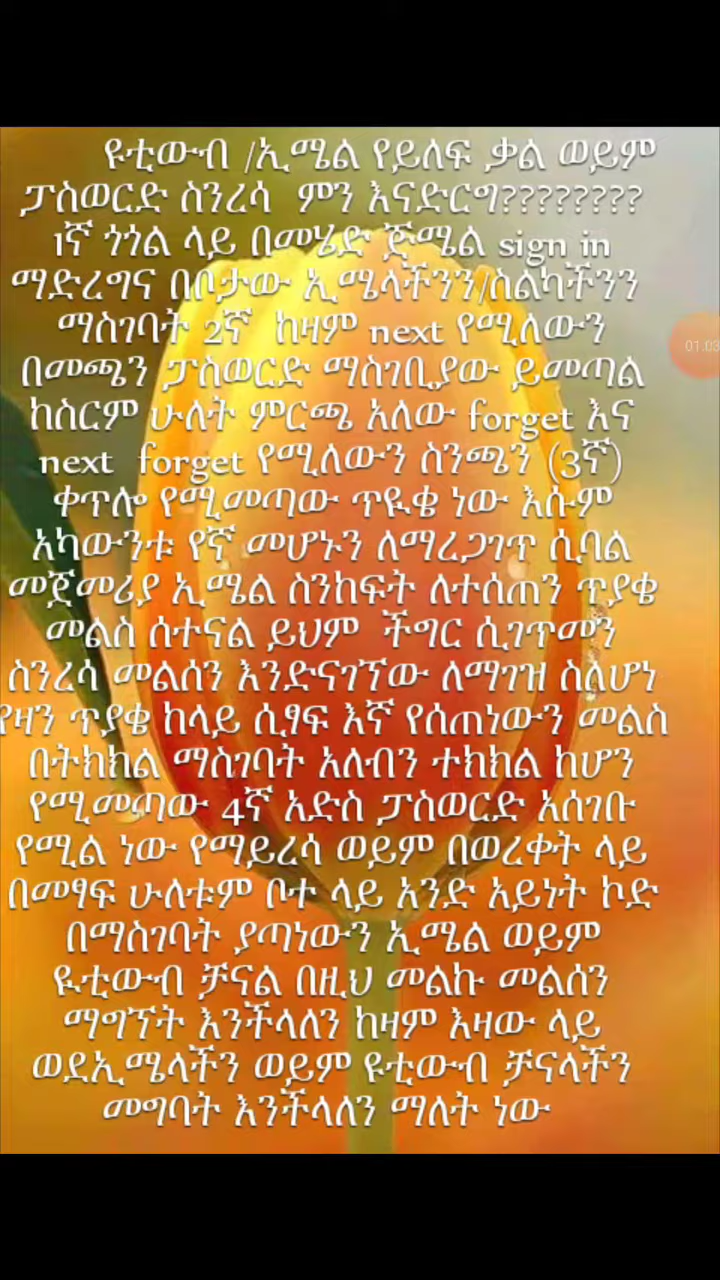 ዩቲውብ /ኢሜል የይለፍ ቃል ወይም
ፓስወርድ ስንረሳ ምን እናድርግ????????
1ኛ ጎጎል ላይ በመሄድ ጅሜል sign in
ማድረግና በቦታው ኢሜላችንን/ስልካችንን
ማስገባት 2ኛ ከዛም next የሚለውን
በመጫን ፓስወርድ ማስገቢያው ይመጣል
ከስርም ሁለት ምርጫ አለው forget እና
next forget የሚለውን ስንጫን (3ኛ)
ቀጥሎ የሚመጣው ጥዪቄ ነው እሱም
አካውንቱ የኛ መሆኑን ለማረጋገጥ ሲባል
መጀመሪያ ኢሜል ስንከፍት ለተሰጠን ጥያቄ
መልስ ሰተናል ይህም ችግር ሲገጥመን
ስንረሳ መልሰን እንድናገኘው ለማገዝ ስለሆነ
የዛን ጥያቄ ከላይ ሲፃፍ እኛ የሰጠነውን መልስ
በትክክል ማስገባት አለብን ተክክል ከሆን
የሚመጣው 4ኛ አድስ ፓስወርድ አሰገቡ
የሚል ነው የማይረሳ ወይም በወረቀት ላይ
በመፃፍ ሁለቱም ቦተ ላይ አንድ አይነት ኮድ
በማስገባት ያጣነውን ኢሜል ወይም
ዪቲውብ ቻናል በዚህ መልኩ መልሰን
ማግኘት እንችላለን ከዛም እዛው ላይ
ወደኢሜላችን ወይም ዩቲውብ ቻናላችን
መግባት እንችላለን ማለት ነው
01:03